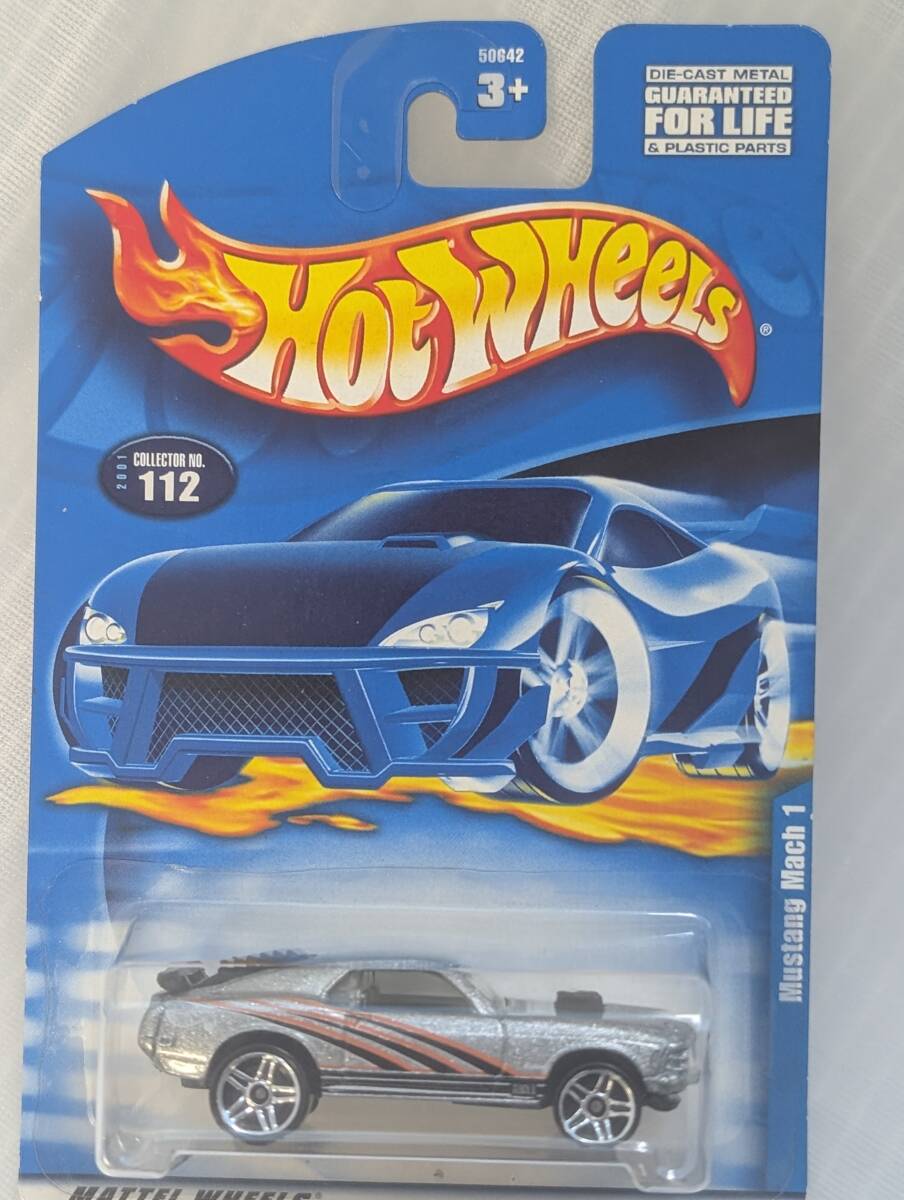 50642
3+
DIE-CAST METAL
GUARANTEED
FOR LIFE
& PLASTIC PARTS
HOT WHEELS®
2001
COLLECTOR NO.
112
Mustang Mach 1
MATTEL WHEELS